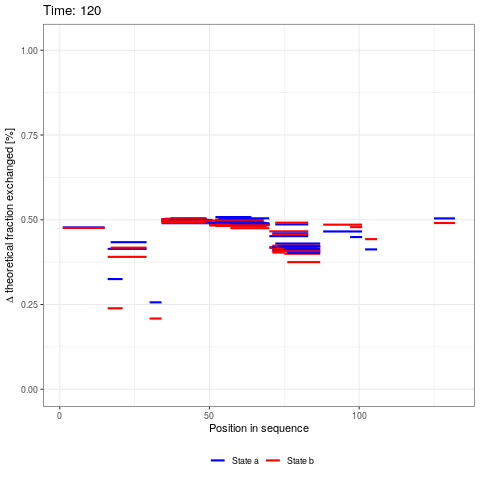 Time: 120
Δ theoretical fraction exchanged [%]
1.00
0.75
0.50
0.25
0.00
0
50
100
Position in sequence
State a
State b